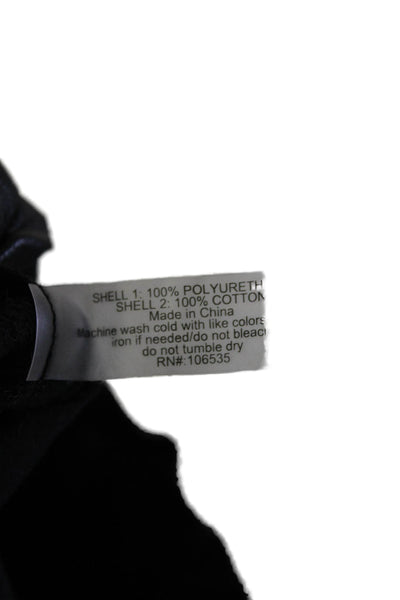 SHELL 1: 100% POLYURETH
SHELL 2: 100% COTTON
Made in China
Machine wash cold with like colors
iron if needed/do not bleac
do not tumble dry
RN#:106535